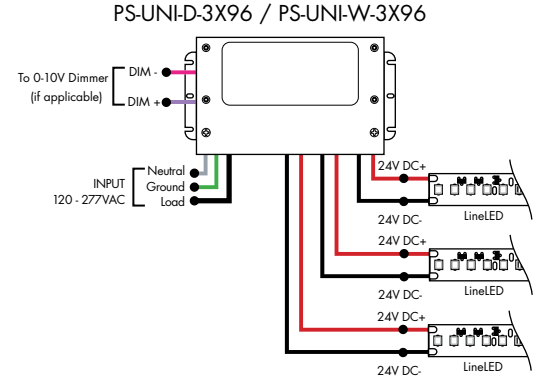 PS-UNI-D-3X96 / PS-UNI-W-3X96
To 0-10V Dimmer
(if applicable)
DIM -
DIM +
INPUT
120 - 277VAC
Neutral
Ground
Load
24V DC+
24V DC-
LineLED
24V DC+
24V DC-
LineLED
24V DC+
24V DC-
LineLED